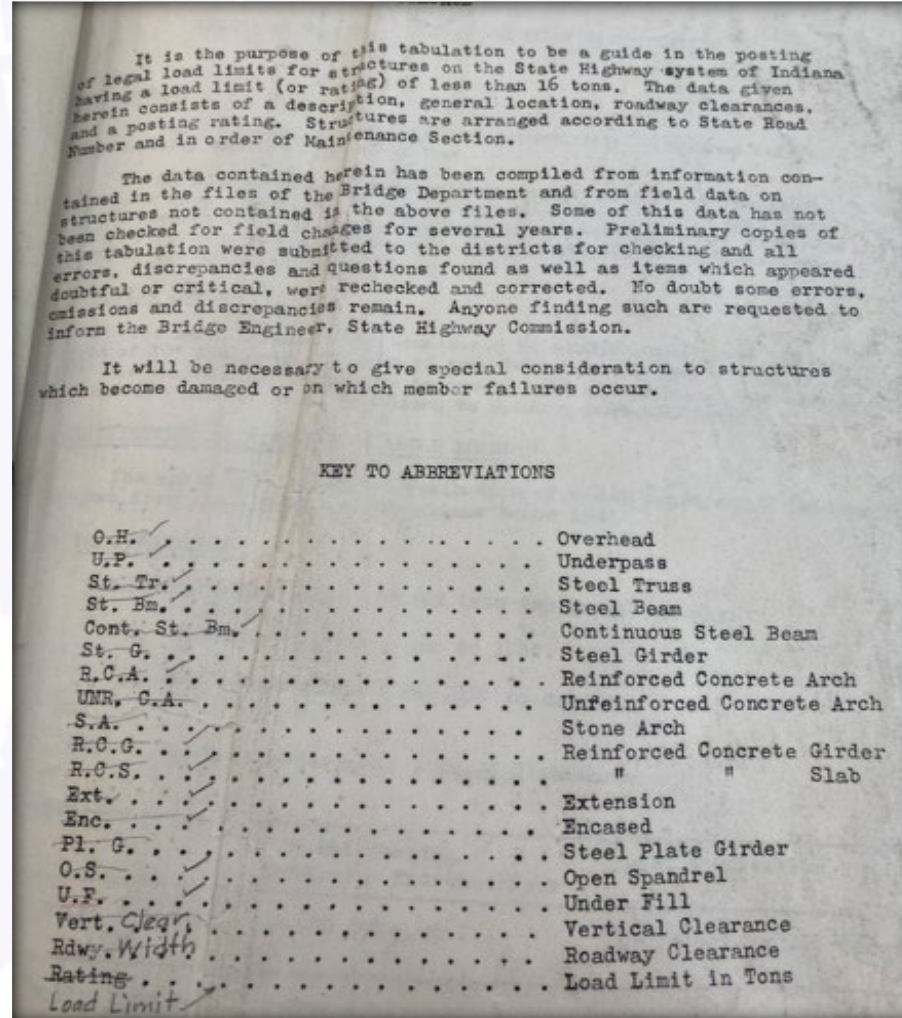 It is the purpose of this tabulation to be a guide in the posting
of legal load limits for structures on the State Highway system of Indiana
having a load limit (or rating) of less than 16 tons. The data given
herein consists of a description, general location, roadway clearances,
and a posting rating. Structures are arranged according to State Road
Number and in order of Maintenance Section.
The data contained herein has been compiled from information con-
tained in the files of the Bridge Department and from field data on
structures not contained in the above files. Some of this data has not
been checked for field changes for several years. Preliminary copies of
this tabulation were submitted to the districts for checking and all
errors, discrepancies and questions found as well as items which appeared
doubtful or critical, were rechecked and corrected. No doubt some errors,
omissions and discrepancies remain. Anyone finding such are requested to
inform the Bridge Engineer, State Highway Commission.
It will be necessary to give special consideration to structures
which become damaged or on which member failures occur.
KEY TO ABBREVIATIONS
O.H. . . . . . . . . . . . . . . . . . Overhead
U.P. . . . . . . . . . . . . . . . . . Underpass
St. Tr. . . . . . . . . . . . . . . . . Steel Truss
St. Bm. . . . . . . . . . . . . . . . . Steel Beam
Cont. St. Bm. . . . . . . . . . . . . . Continuous Steel Beam
St. G. . . . . . . . . . . . . . . . . Steel Girder
R.C.A. . . . . . . . . . . . . . . . . Reinforced Concrete Arch
UNR. C.A. . . . . . . . . . . . . . . . Unreinforced Concrete Arch
S.A. . . . . . . . . . . . . . . . . . Stone Arch
R.C.G. . . . . . . . . . . . . . . . . Reinforced Concrete Girder
R.C.S. . . . . . . . . . . . . . . . . " " Slab
Ext. . . . . . . . . . . . . . . . . . Extension
Enc. . . . . . . . . . . . . . . . . . Encased
Pl. G. . . . . . . . . . . . . . . . . Steel Plate Girder
O.S. . . . . . . . . . . . . . . . . . Open Spandrel
U.F. . . . . . . . . . . . . . . . . . Under Fill
Vert. Clear. . . . . . . . . . . . . . Vertical Clearance
Rdwy. Width . . . . . . . . . . . . . . Roadway Clearance
Rating . . . . . . . . . . . . . . . . Load Limit in Tons
Load Limit